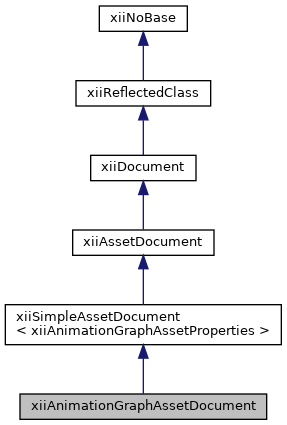 xiiNoBase
xiiReflectedClass
xiiDocument
xiiAssetDocument
xiiSimpleAssetDocument
< xiiAnimationGraphAssetProperties >
xiiAnimationGraphAssetDocument